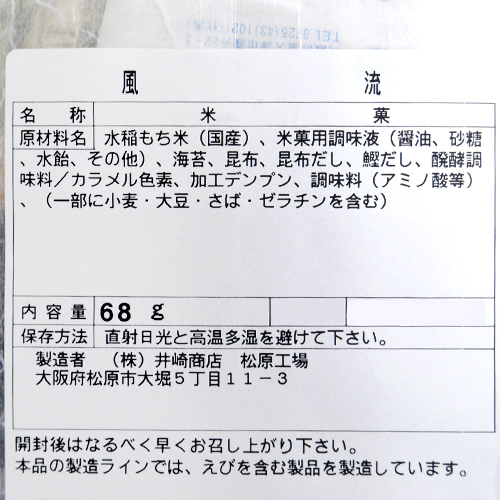 TEL 0725(43)1021・代表)
風 流
名 称 米 菓
原材料名 水稲もち米（国産）、米菓用調味液（醤油、砂糖
、水飴、その他）、海苔、昆布、昆布だし、鰹だし、醗酵調
味料／カラメル色素、加工デンプン、調味料（アミノ酸等）
、（一部に小麦・大豆・さば・ゼラチンを含む）
内容量 68 g
保存方法 直射日光と高温多湿を避けて下さい。
製造者 （株）井崎商店 松原工場
大阪府松原市大堀５丁目１１－３
開封後はなるべく早くお召し上がり下さい。
本品の製造ラインでは、えびを含む製品を製造しています。